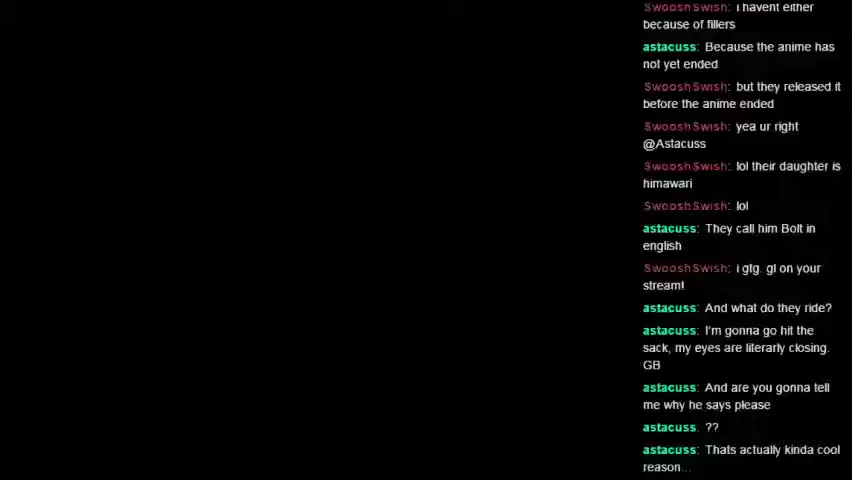 SwooshSwish: i havent either
because of fillers
astacuss: Because the anime has
not yet ended
SwooshSwish: but they released it
before the anime ended
SwooshSwish: yea ur right
@Astacuss
SwooshSwish: lol their daughter is
himawari
SwooshSwish: lol
astacuss: They call him Bolt in
english
SwooshSwish: i gtg. gl on your
stream!
astacuss: And what do they ride?
astacuss: I'm gonna go hit the
sack, my eyes are literarly closing.
GB
astacuss: And are you gonna tell
me why he says please
astacuss: ??
astacuss: Thats actually kinda cool
reason...